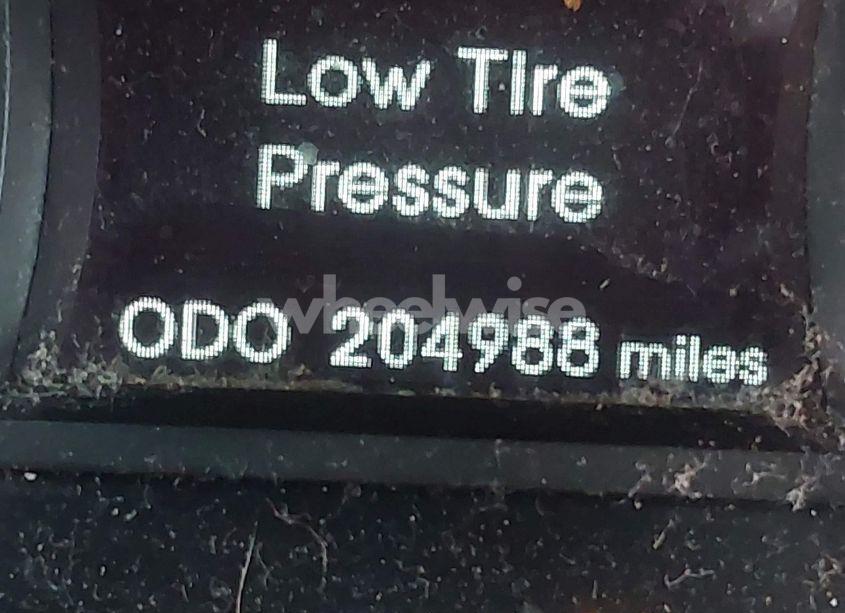 Low Tire
Pressure
wheelwise
ODO 204988 miles